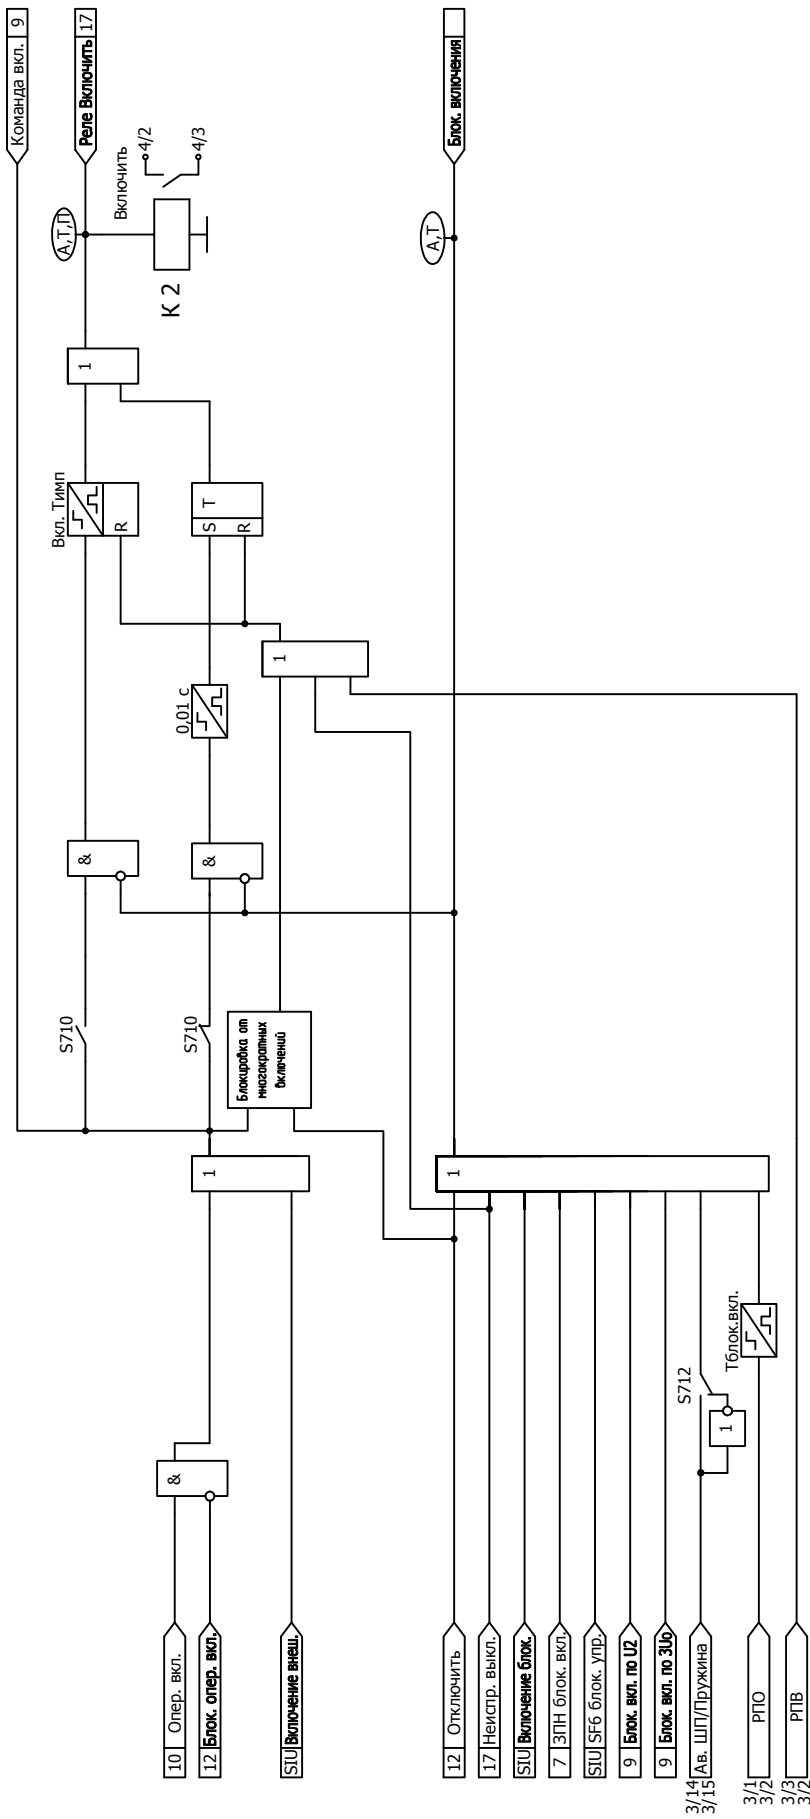 9
Команда вкл.
17
Реле Включить
Блок. включения
А,Т,П
Включить
4/2
4/3
К 2
А,Т
1
Вкл. Тимп
R
S
T
R
1
0,01 с
&
&
S710
S710
Блокировка от
многократных
включений
1
1
Тблок.вкл.
S712
1
&
10
Опер. вкл.
12
Блок. опер. вкл.
SIU
Включение внеш.
12
Отключить
17
Неиспр. выкл.
SIU
Включение блок.
7
ЗПН блок. вкл.
SIU
SF6 блок. упр.
9
Блок. вкл. по U2
9
Блок. вкл. по 3Uo
3/14
3/15
Ав. ШП/Пружина
3/1
3/2
РПО
3/3
3/2
РПВ